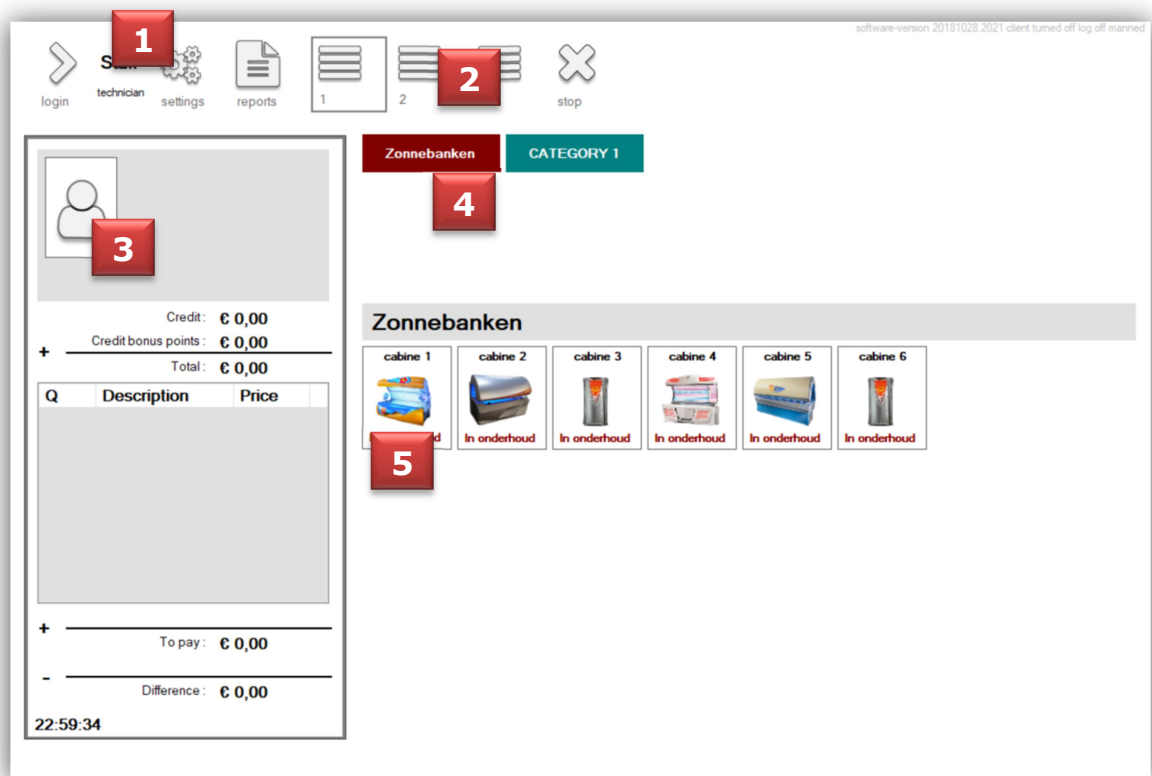 software-version 20181028.2021 client turned off log off manned
1
technician
login
settings
reports
1
2
2
stop
Zonnebanken
CATEGORY 1
4
3
Credit : € 0,00
Credit bonus points : € 0,00
+
Total : € 0,00
Q Description Price
Zonnebanken
cabine 1
cabine 2
cabine 3
cabine 4
cabine 5
cabine 6
In onderhoud
In onderhoud
In onderhoud
In onderhoud
In onderhoud
5
+
To pay : € 0,00
-
Difference : € 0,00
22:59:34